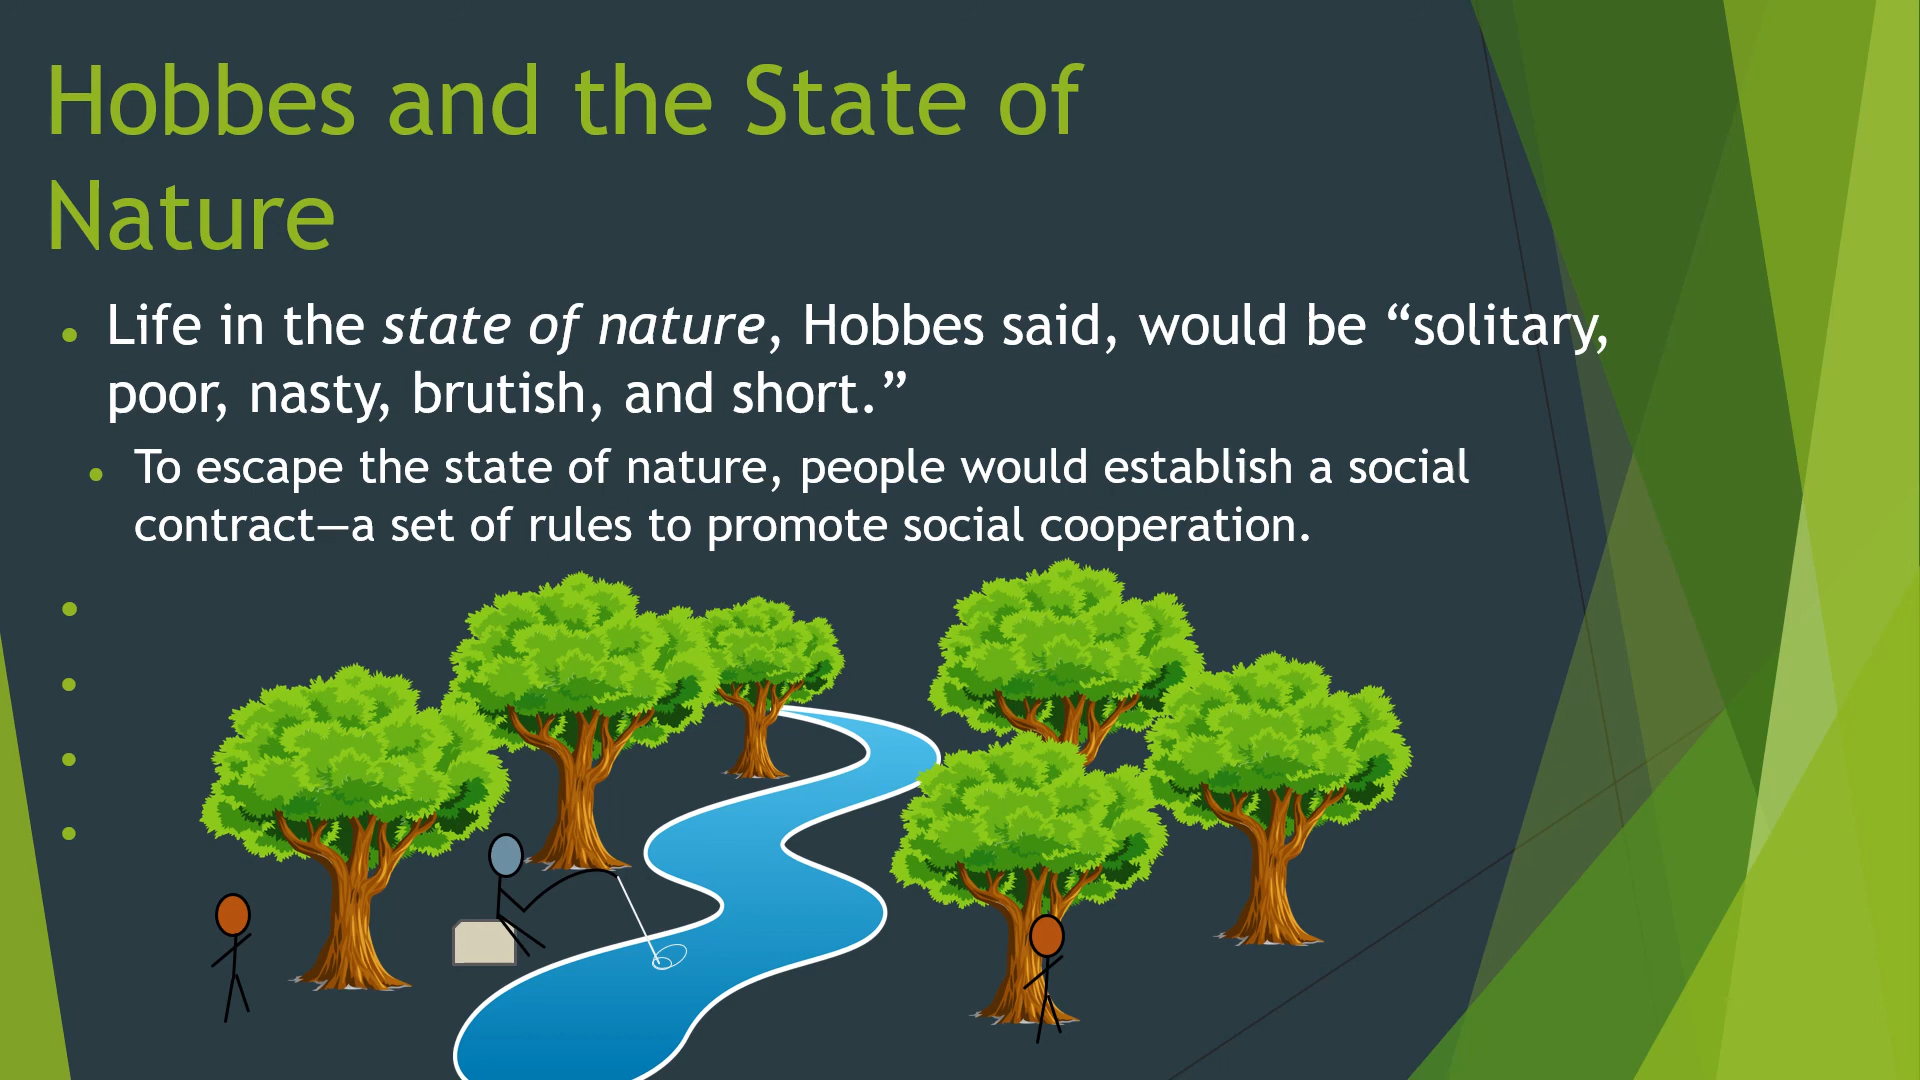 Hobbes and the State of
Nature
• Life in the state of nature, Hobbes said, would be “solitary,
poor, nasty, brutish, and short.”
• To escape the state of nature, people would establish a social
contract—a set of rules to promote social cooperation.